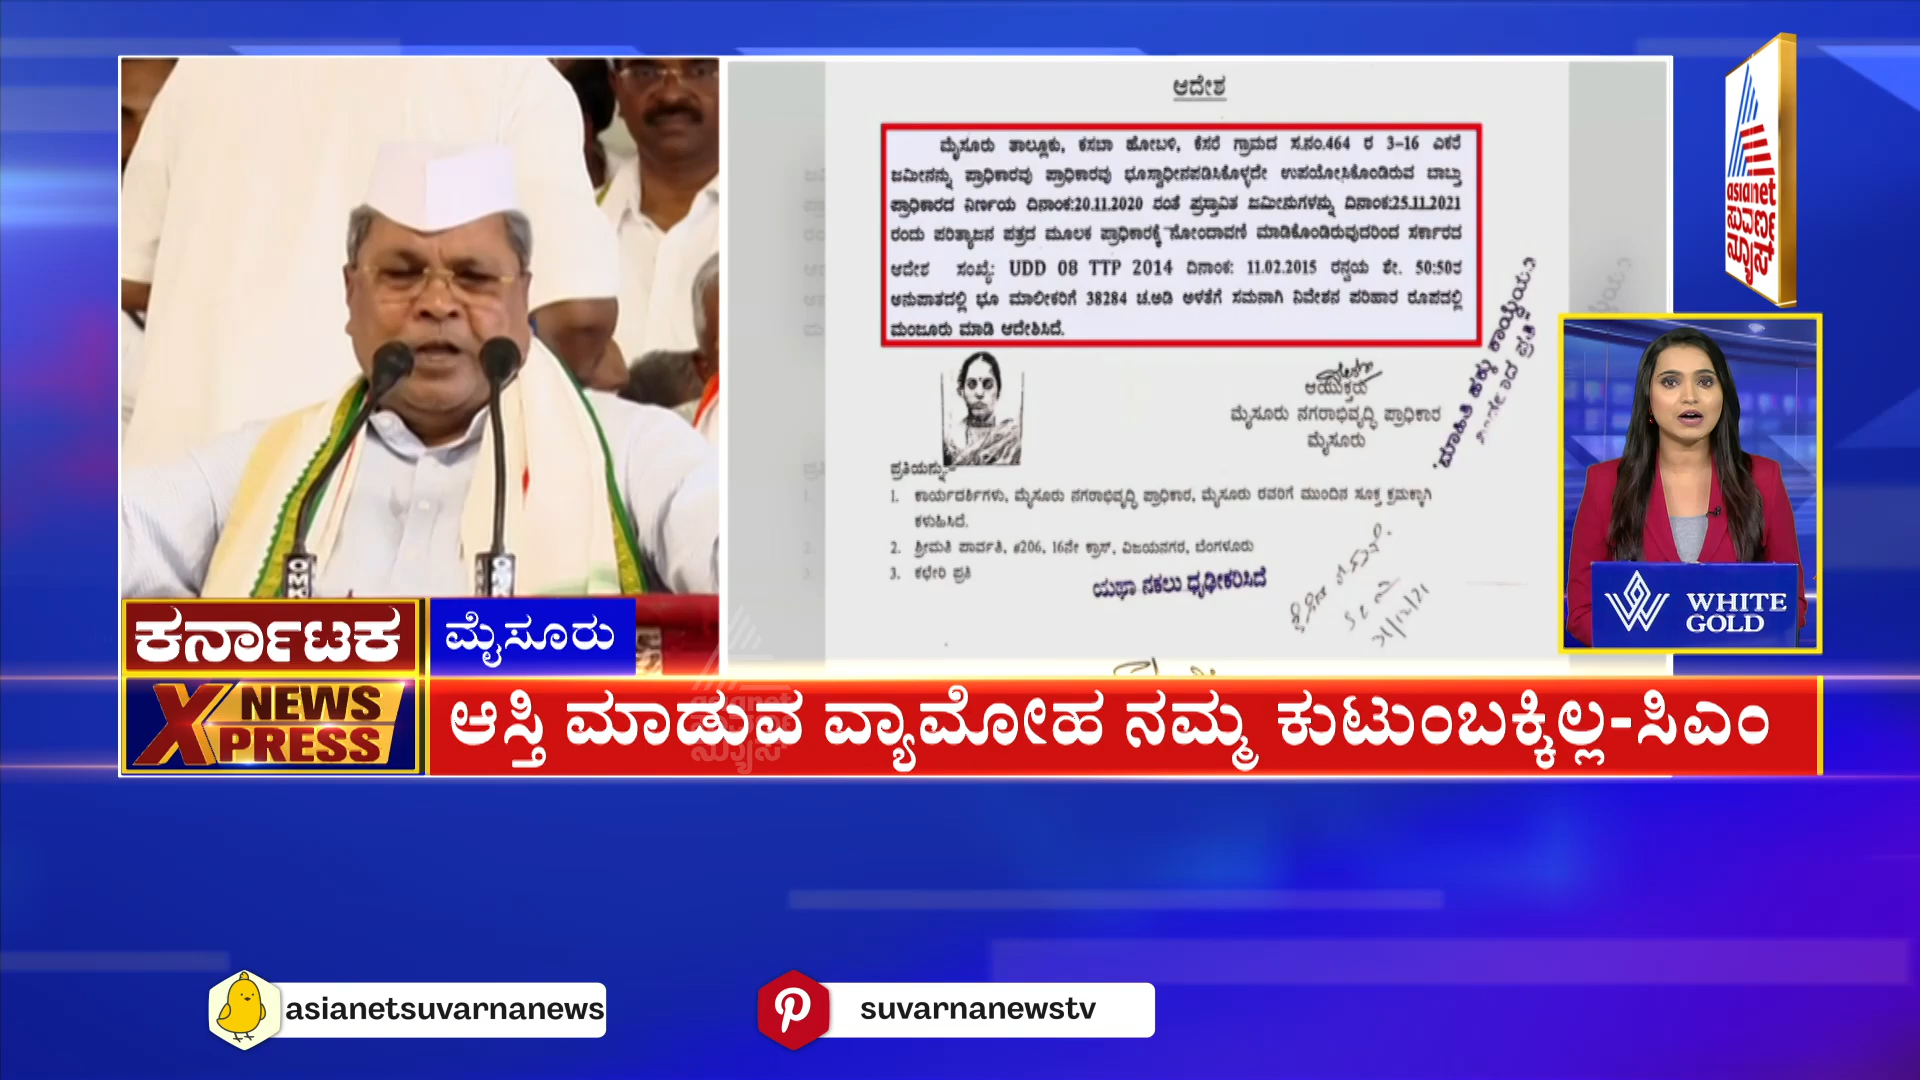 ಆದೇಶ
ಮೈಸೂರು ತಾಲ್ಲೂಕು, ಕಸಬಾ ಹೋಬಳಿ, ಕೆಸರೆ ಗ್ರಾಮದ ಸ.ನಂ.464 ರ 3-16 ಎಕರೆ
ಜಮೀನನ್ನು ಪ್ರಾಧಿಕಾರವು ಪ್ರಾಧಿಕಾರವು ಭೂಸ್ವಾಧೀನಪಡಿಸಿಕೊಳ್ಳದೇ ಉಪಯೋಸಿಕೊಂಡಿರುವ ಬಾಬ್ತು
ಪ್ರಾಧಿಕಾರದ ನಿರ್ಣಯ ದಿನಾಂಕ:20.11.2020 ರಂತೆ ಪ್ರಸ್ತಾವಿತ ಜಮೀನುಗಳನ್ನು ದಿನಾಂಕ:25.11.2021
ರಂದು ಪರಿತ್ಯಾಜನ ಪತ್ರದ ಮೂಲಕ ಪ್ರಾಧಿಕಾರಕ್ಕೆ ನೋಂದಾವಣಿ ಮಾಡಿಕೊಂಡಿರುವುದರಿಂದ ಸರ್ಕಾರದ
ಆದೇಶ ಸಂಖ್ಯೆ: UDD 08 TTP 2014 ದಿನಾಂಕ: 11.02.2015 ರನ್ವಯ ಶೇ. 50:50ರ
ಅನುಪಾತದಲ್ಲಿ ಭೂ ಮಾಲೀಕರಿಗೆ 38284 ಚ.ಅಡಿ ಅಳತೆಗೆ ಸಮನಾಗಿ ನಿವೇಶನ ಪರಿಹಾರ ರೂಪದಲ್ಲಿ
ಮಂಜೂರು ಮಾಡಿ ಆದೇಶಿಸಿದೆ.
ಆಯುಕ್ತರು
ಮೈಸೂರು ನಗರಾಭಿವೃದ್ಧಿ ಪ್ರಾಧಿಕಾರ
ಮೈಸೂರು
ಮಾಹಿತಿ ಹಕ್ಕು ಕಾಯ್ದೆಯಡಿ
ಪ್ರತಿಯನ್ನು:-
1. ಕಾರ್ಯದರ್ಶಿಗಳು, ಮೈಸೂರು ನಗರಾಭಿವೃದ್ಧಿ ಪ್ರಾಧಿಕಾರ, ಮೈಸೂರು ರವರಿಗೆ ಮುಂದಿನ ಸೂಕ್ತ ಕ್ರಮಕ್ಕಾಗಿ
ಕಳುಹಿಸಿದೆ.
2. ಶ್ರೀಮತಿ ಪಾರ್ವತಿ, #206, 16ನೇ ಕ್ರಾಸ್, ವಿಜಯನಗರ, ಬೆಂಗಳೂರು
3. ಕಛೇರಿ ಪ್ರತಿ
ಯಥಾ ನಕಲು ಧೃಢೀಕರಿಸಿದೆ
asianet
ಸುವರ್ಣ
ನ್ಯೂಸ್
WHITE
GOLD
ಕರ್ನಾಟಕ
ಮೈಸೂರು
NEWS
XPRESS
ಆಸ್ತಿ ಮಾಡುವ ವ್ಯಾಮೋಹ ನಮ್ಮ ಕುಟುಂಬಕ್ಕಿಲ್ಲ-ಸಿಎಂ
asianetsuvarnanews
suvarnanewstv